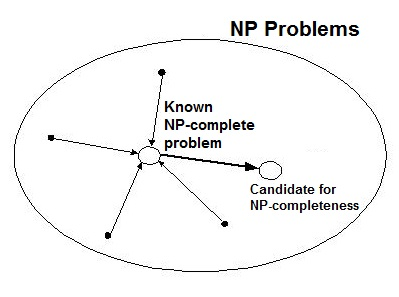 NP Problems
Known
NP-complete
problem
Candidate for
NP-completeness